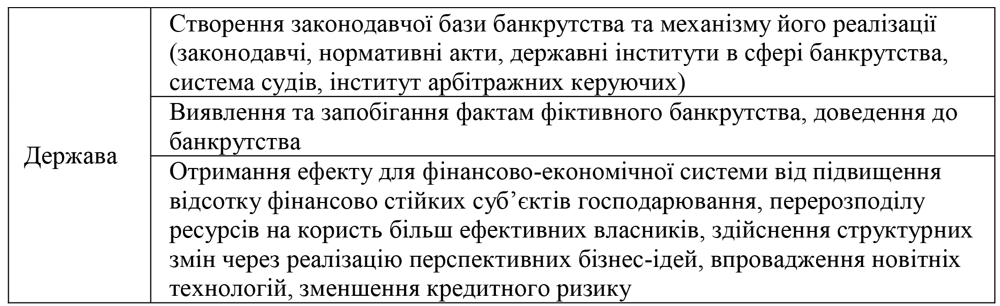 Держава
Створення законодавчої бази банкрутства та механізму його реалізації
(законодавчі, нормативні акти, державні інститути в сфері банкрутства,
система судів, інститут арбітражних керуючих)
Виявлення та запобігання фактам фіктивного банкрутства, доведення до
банкрутства
Отримання ефекту для фінансово-економічної системи від підвищення
відсотку фінансово стійких суб’єктів господарювання, перерозподілу
ресурсів на користь більш ефективних власників, здійснення структурних
змін через реалізацію перспективних бізнес-ідей, впровадження новітніх
технологій, зменшення кредитного ризику